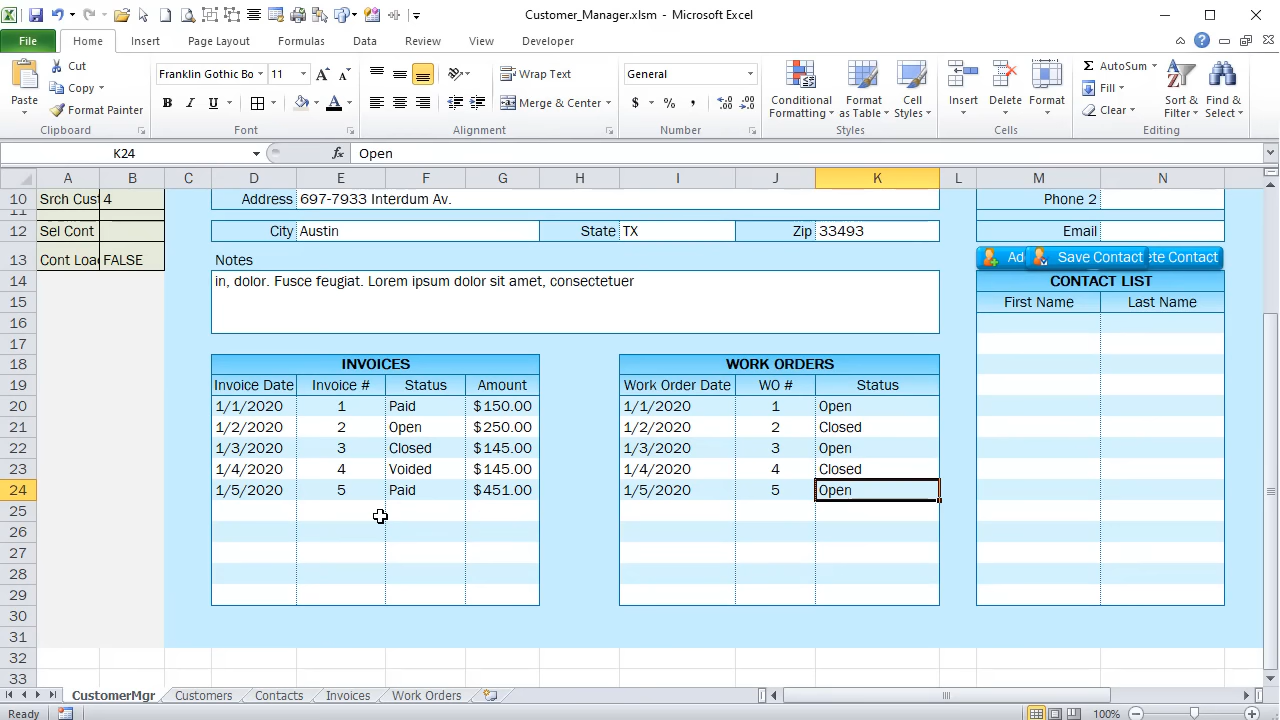 Customer_Manager.xlsm - Microsoft Excel
File Home Insert Page Layout Formulas Data Review View Developer
Paste
Cut
Copy
Format Painter
Clipboard
Franklin Gothic Bo 11
B I U A
Font
Wrap Text
Merge & Center
Alignment
General
$ % ,
Number
Conditional Formatting
Format as Table
Cell Styles
Styles
Insert Delete Format
Cells
AutoSum
Fill
Clear
Sort & Filter
Find & Select
Editing
K24 fx Open
A B C D E F G H I J K L M N
10 Srch Cust 4 Address 697-7933 Interdum Av. Phone 2
11
12 Sel Cont City Austin State TX Zip 33493 Email
13 Cont Loa FALSE Notes Ad Save Contact te Contact
14 in, dolor. Fusce feugiat. Lorem ipsum dolor sit amet, consectetuer CONTACT LIST
15 First Name Last Name
16
17
18 INVOICES WORK ORDERS
19 Invoice Date Invoice # Status Amount Work Order Date WO # Status
20 1/1/2020 1 Paid $150.00 1/1/2020 1 Open
21 1/2/2020 2 Open $250.00 1/2/2020 2 Closed
22 1/3/2020 3 Closed $145.00 1/3/2020 3 Open
23 1/4/2020 4 Voided $145.00 1/4/2020 4 Closed
24 1/5/2020 5 Paid $451.00 1/5/2020 5 Open
25
26
27
28
29
30
31
32
33
CustomerMgr Customers Contacts Invoices Work Orders
Ready 100%